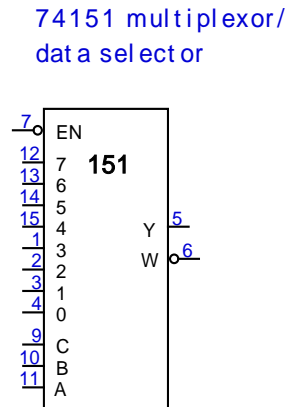 74151 multiplexor/
data selector
7 EN
151
12 7
13 6
14 5
15 4
1 3
2 2
3 1
4 0
Y 5
W 6
9 C
10 B
11 A